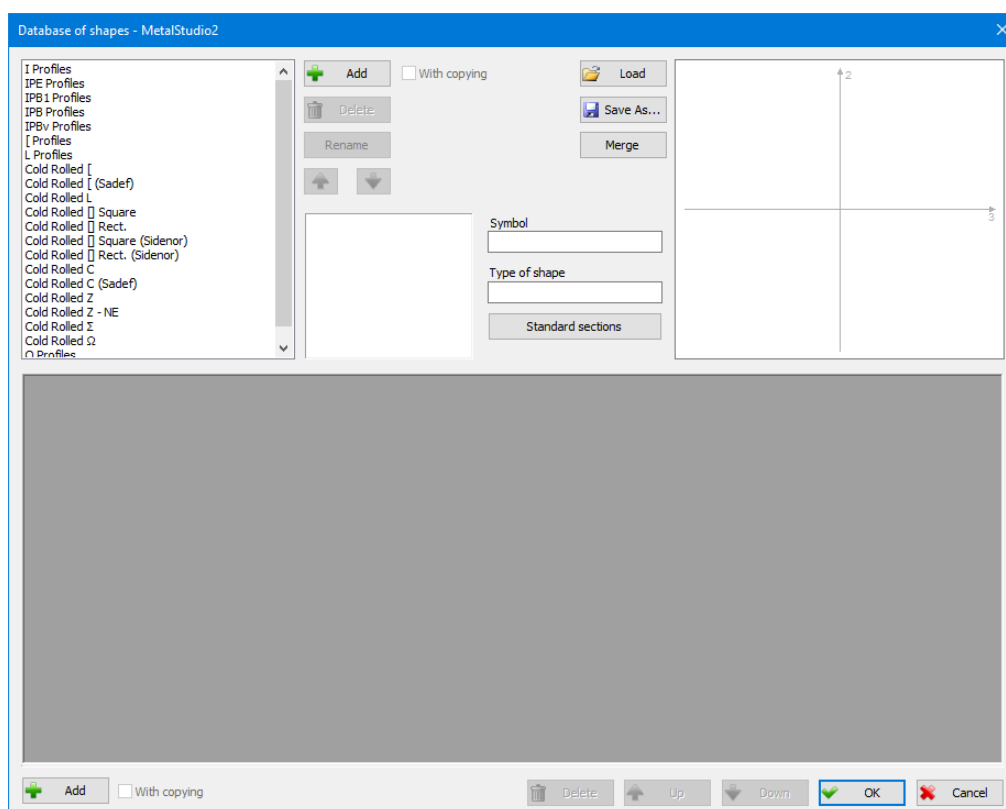 Database of shapes - MetalStudio2
I Profiles
IPE Profiles
IPB1 Profiles
IPB Profiles
IPBv Profiles
[ Profiles
L Profiles
Cold Rolled [
Cold Rolled [ (Sadef)
Cold Rolled L
Cold Rolled [] Square
Cold Rolled [] Rect.
Cold Rolled [] Square (Sidenor)
Cold Rolled [] Rect. (Sidenor)
Cold Rolled C
Cold Rolled C (Sadef)
Cold Rolled Z
Cold Rolled Z - NE
Cold Rolled Σ
Cold Rolled Ω
O Profiles
Add
With copying
Delete
Rename
Load
Save As...
Merge
Symbol
Type of shape
Standard sections
2
3
Add
With copying
Delete
Up
Down
OK
Cancel